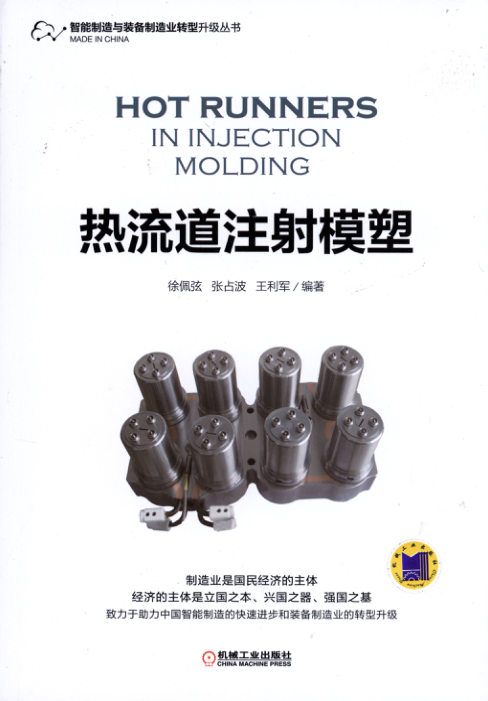 智能制造与装备制造业转型升级丛书
MADE IN CHINA
HOT RUNNERS
IN INJECTION
MOLDING
热流道注射模塑
徐佩弦 张占波 王利军/编著
制造业是国民经济的主体
经济的主体是立国之本、兴国之器、强国之基
致力于助力中国智能制造的快速进步和装备制造业的转型升级
机械工业出版社
CHINA MACHINE PRESS